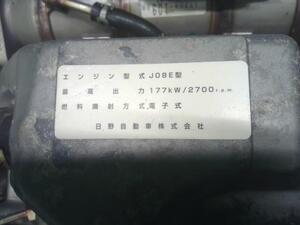 エンジン型式J08E型
最高出力177kW/2700r.p.m
燃料噴射方式電子式
日野自動車株式会社